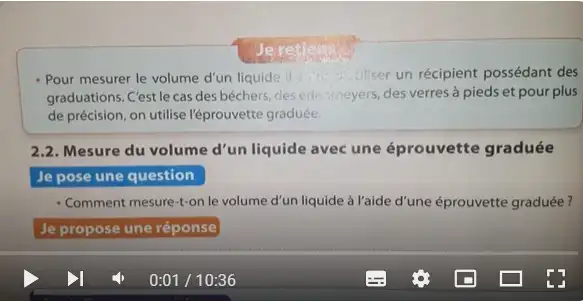 Je retiens
• Pour mesurer le volume d'un liquide il utiliser un récipient possédant des
graduations. C'est le cas des béchers, des erlenmeyers, des verres à pieds et pour plus
de précision, on utilise l'éprouvette graduée.
2.2. Mesure du volume d'un liquide avec une éprouvette graduée
Je pose une question
• Comment mesure-t-on le volume d'un liquide à l'aide d'une éprouvette graduée ?
Je propose une réponse
0:01 / 10:36